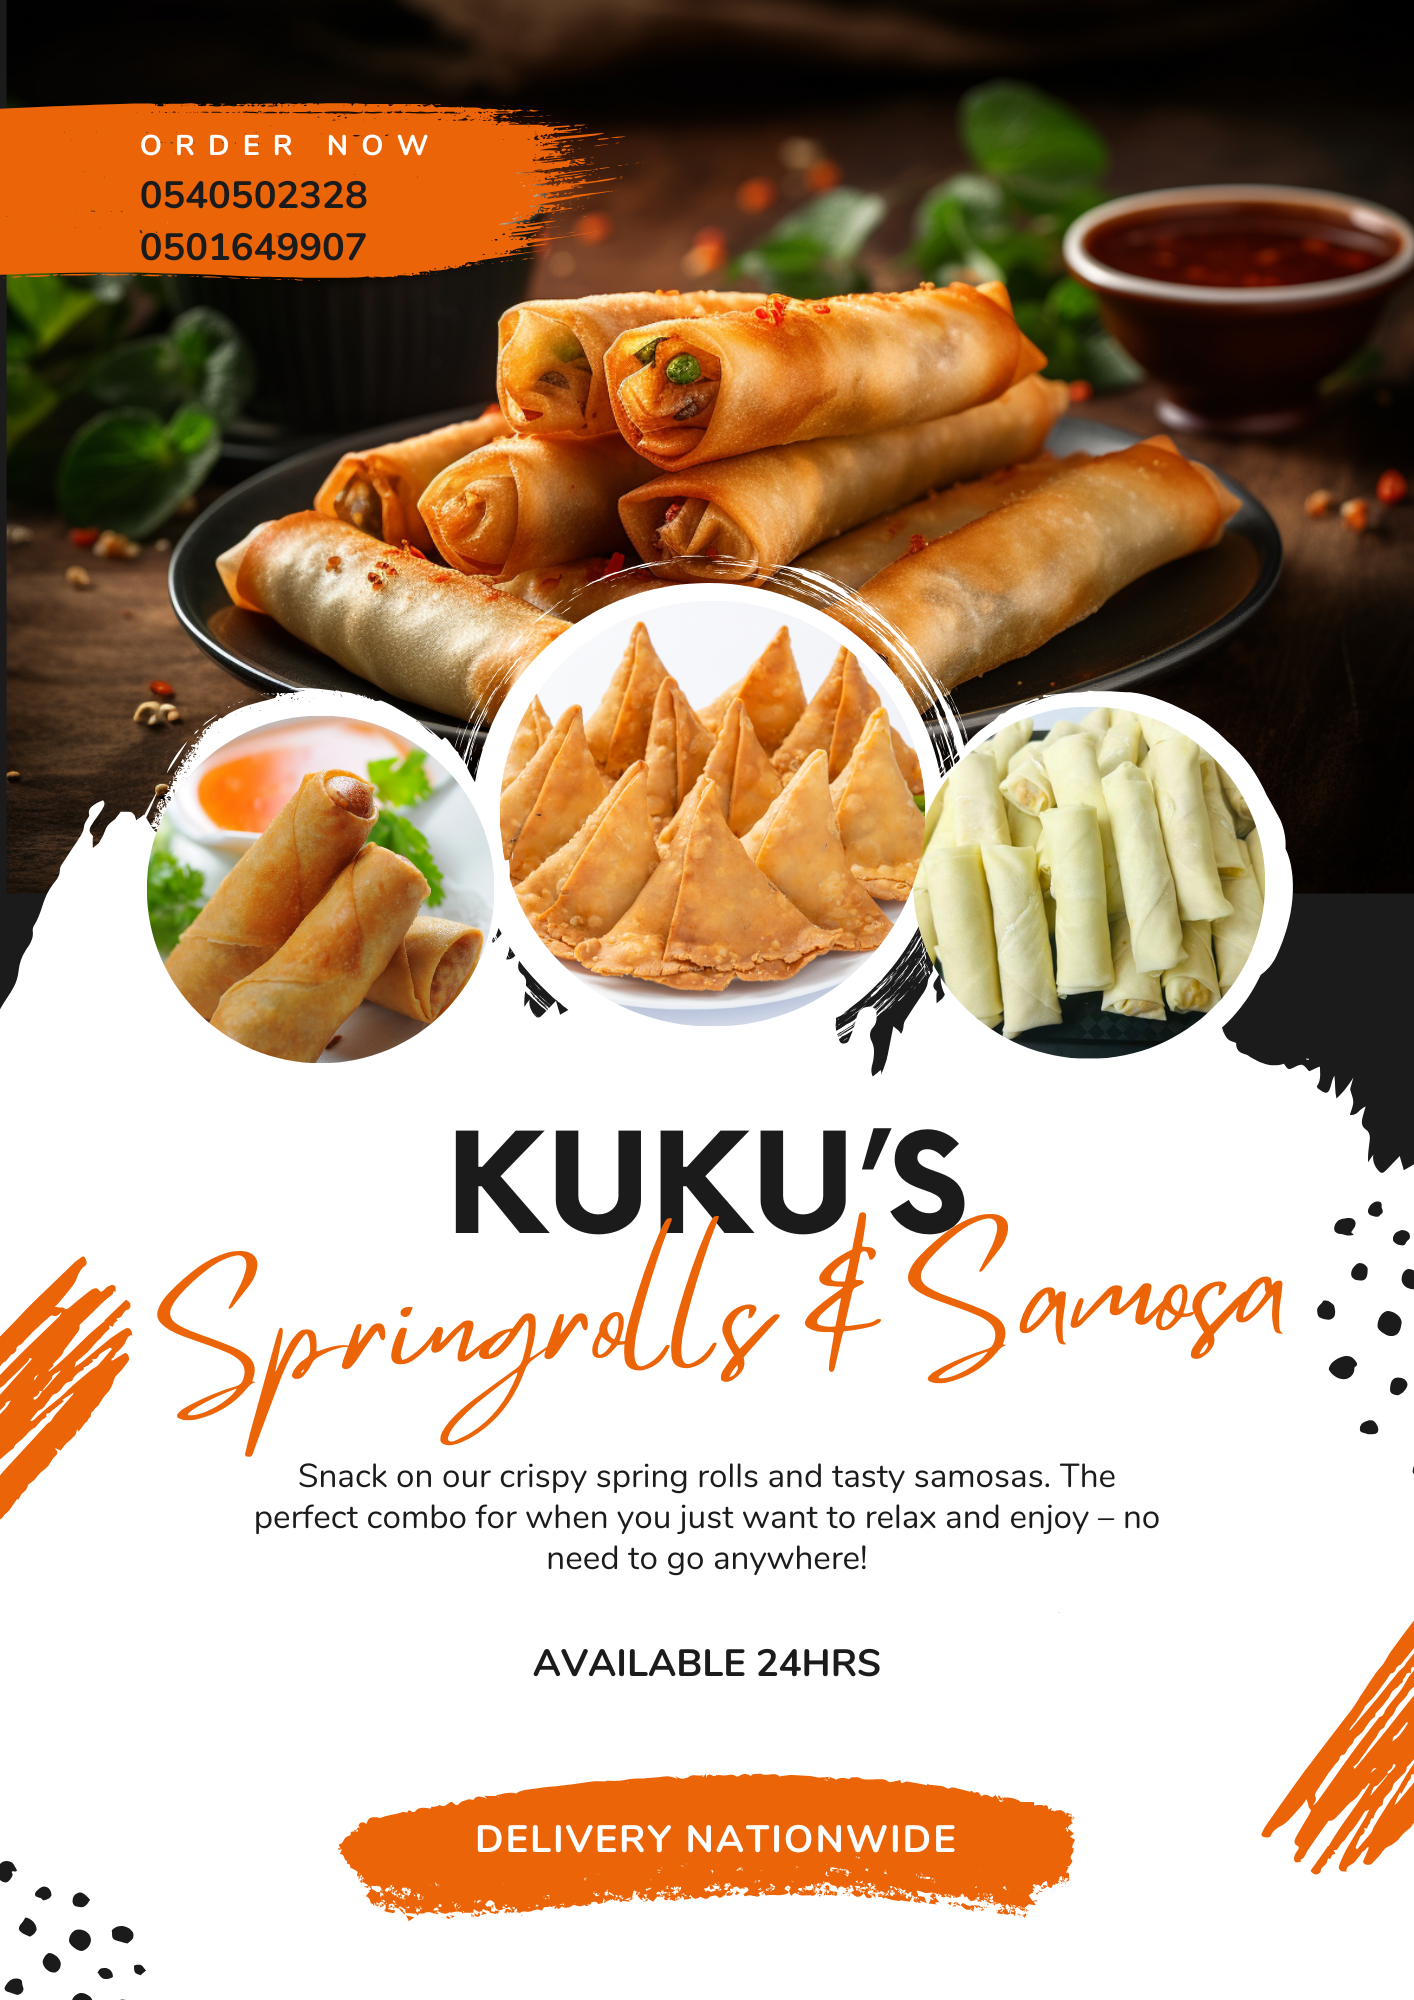 ORDER NOW
0540502328
0501649907
KUKU'S
Springrolls & Samosa
Snack on our crispy spring rolls and tasty samosas. The
perfect combo for when you just want to relax and enjoy – no
need to go anywhere!
AVAILABLE 24HRS
DELIVERY NATIONWIDE